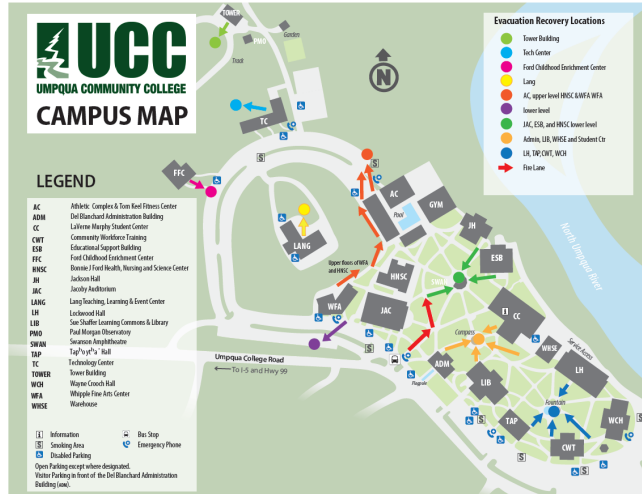 UCC
UMPQUA COMMUNITY COLLEGE
CAMPUS MAP
Evacuation Recovery Locations
Tower Building
Tech Center
Ford Childhood Enrichment Center
Lang
AC, upper level HNSC &WFA WFA
lower level
JAC, ESB, and HNSC lower level
Admin, LIB, WHSE and Student Ctr
LH, TAP, CWT, WCH
Fire Lane
LEGEND
AC Athletic Complex & Tom Keel Fitness Center
ADM Del Blanchard Administration Building
CC LaVerne Murphy Student Center
CWT Community Workforce Training
ESB Educational Support Building
FFC Ford Childhood Enrichment Center
HNSC Bonnie J Ford Health, Nursing and Science Center
JH Jackson Hall
JAC Jacoby Auditorium
LANG Lang Teaching, Learning & Event Center
LH Lockwood Hall
LIB Sue Shaffer Learning Commons & Library
PMO Paul Morgan Observatory
SWAN Swanson Amphitheatre
TAP Tapʰoytʰaʼ Hall
TC Technology Center
TOWER Tower Building
WCH Wayne Crooch Hall
WFA Whipple Fine Arts Center
WHSE Warehouse
i Information
S Smoking Area
Disabled Parking
Bus Stop
Emergency Phone
Open Parking except where designated.
Visitor Parking in front of the Del Blanchard Administration
Building (ADM).
TOWER
PMO
Garden
Track
N
TC
S
FFC
S
AC
GYM
Pool
LANG
JH
ESB
Upper floors of WFA
and HNSC
HNSC
SWAN
North Umpqua River
WFA
JAC
i
CC
Compass
WHSE
Service Access
S
Umpqua College Road
To I-5 and Hwy 99
ADM
Flagpole
LIB
LH
Fountain
S
TAP
WCH
S
CWT
S